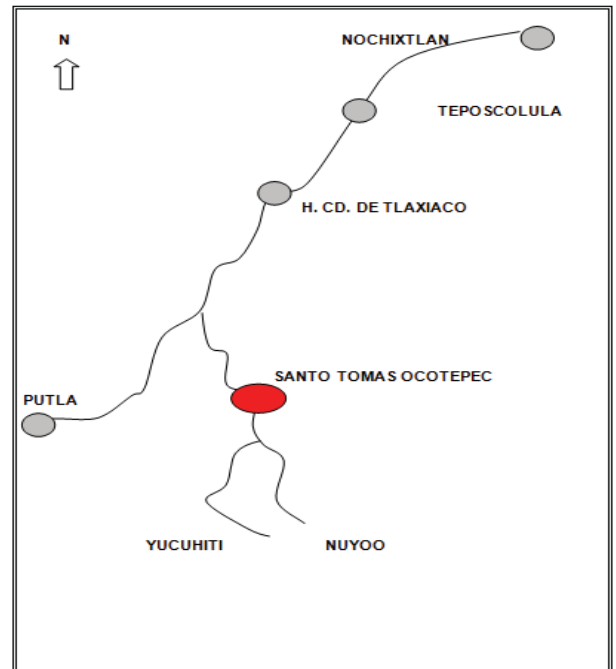 N
NOCHIXTLAN
TEPOSCOLULA
H. CD. DE TLAXIACO
SANTO TOMAS OCOTEPEC
PUTLA
YUCUHITI
NUYOO